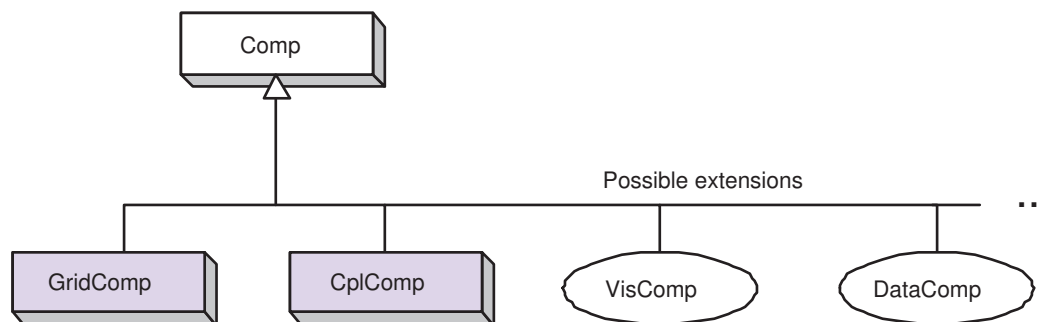 Comp
Possible extensions
..
GridComp
CplComp
VisComp
DataComp